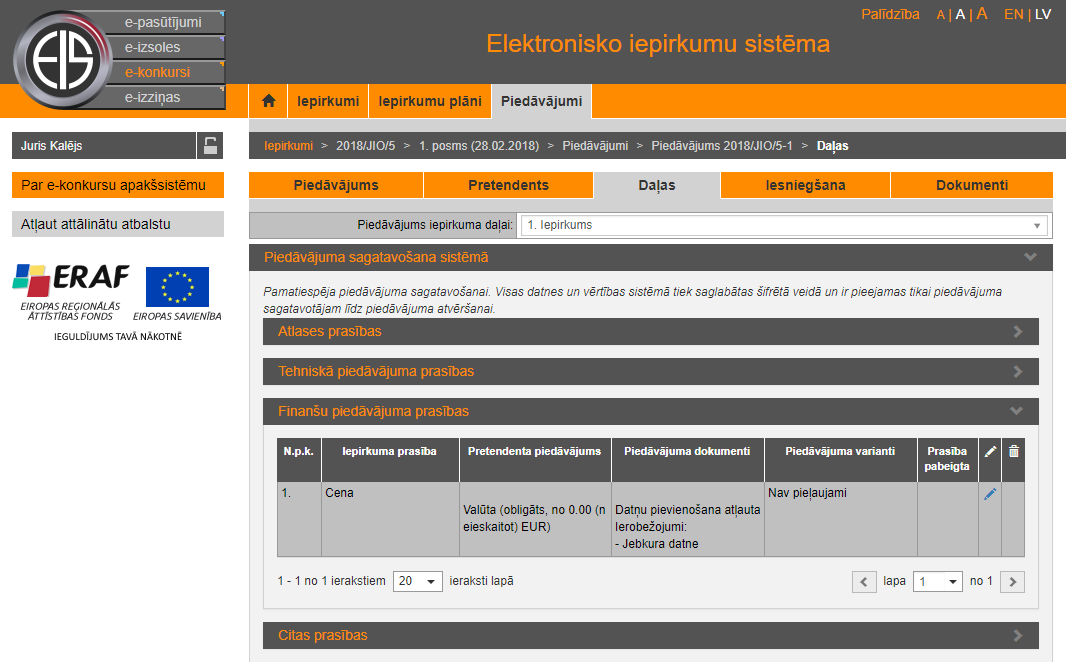 EIS
e-pasūtījumi
e-izsoles
e-konkursi
e-izziņas
Palīdzība A | A | A EN | LV
Elektronisko iepirkumu sistēma
Iepirkumi Iepirkumu plāni Piedāvājumi
Juris Kalējs
Iepirkumi > 2018/JIO/5 > 1. posms (28.02.2018) > Piedāvājumi > Piedāvājums 2018/JIO/5-1 > Daļas
Par e-konkursu apakšsistēmu
Atļaut attālinātu atbalstu
ERAF
EIROPAS REĢIONĀLĀS
ATTĪSTĪBAS FONDS
EIROPAS SAVIENĪBA
IEGULDĪJUMS TAVĀ NĀKOTNĒ
Piedāvājums Pretendents Daļas Iesniegšana Dokumenti
Piedāvājums iepirkuma daļai: 1. Iepirkums
Piedāvājuma sagatavošana sistēmā
Pamatiespēja piedāvājuma sagatavošanai. Visas datnes un vērtības sistēmā tiek saglabātas šifrētā veidā un ir pieejamas tikai piedāvājuma
sagatavotājam līdz piedāvājuma atvēršanai.
Atlases prasības
Tehniskā piedāvājuma prasības
Finanšu piedāvājuma prasības
N.p.k. Iepirkuma prasība Pretendenta piedāvājums Piedāvājuma dokumenti Piedāvājuma varianti Prasība
pabeigta
1. Cena Nav pieļaujami
Valūta (obligāts, no 0.00 (n
eieskaitot) EUR)
Datņu pievienošana atļauta
Ierobežojumi:
- Jebkura datne
1 - 1 no 1 ierakstiem 20 ieraksti lapā lapa 1 no 1
Citas prasības